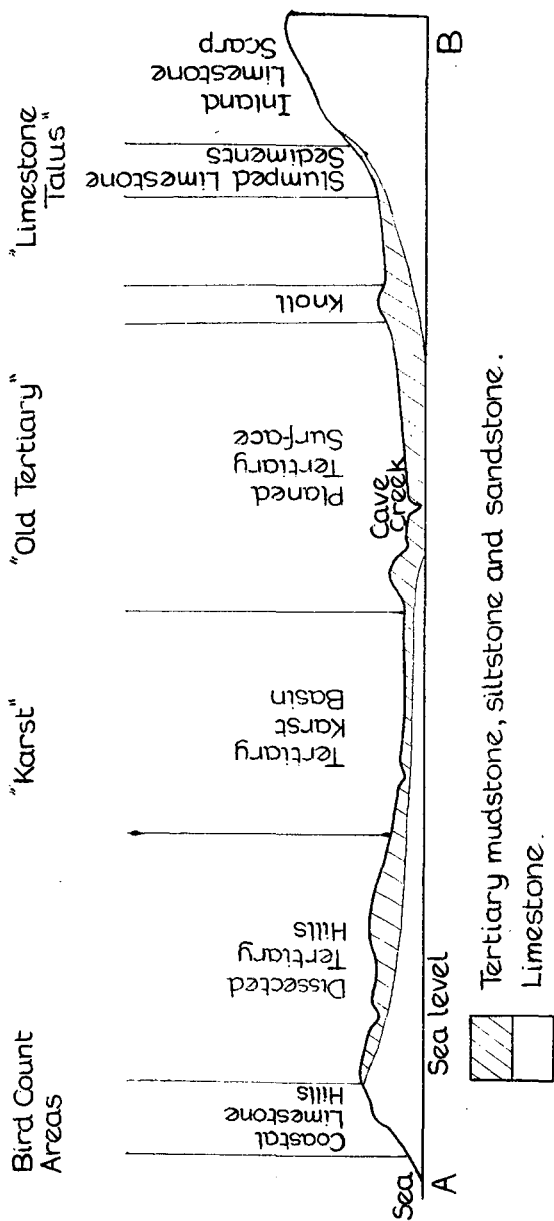 Bird Count
Areas
"Karst"
"Old Tertiary"
"Limestone
Talus"
Coastal
Limestone
Hills
Dissected
Tertiary
Hills
Tertiary
Karst
Basin
Planed
Tertiary
Surface
Cave
Creek
Knoll
Slumped Limestone
Sediments
Inland
Limestone
Scarp
Sea
A
Sea level
B
Tertiary mudstone, siltstone and sandstone.
Limestone.